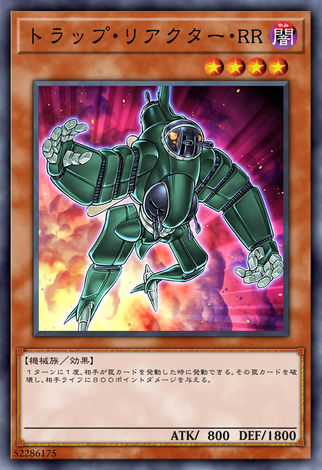 トラップ・リアクター・RR
闇
やみ
【機械族/効果】
1ターンに1度、相手が罠カードを発動した時に発動できる。その罠カードを破
壊し、相手ライフに800ポイントダメージを与える。
ATK/ 800 DEF/1800
52286175